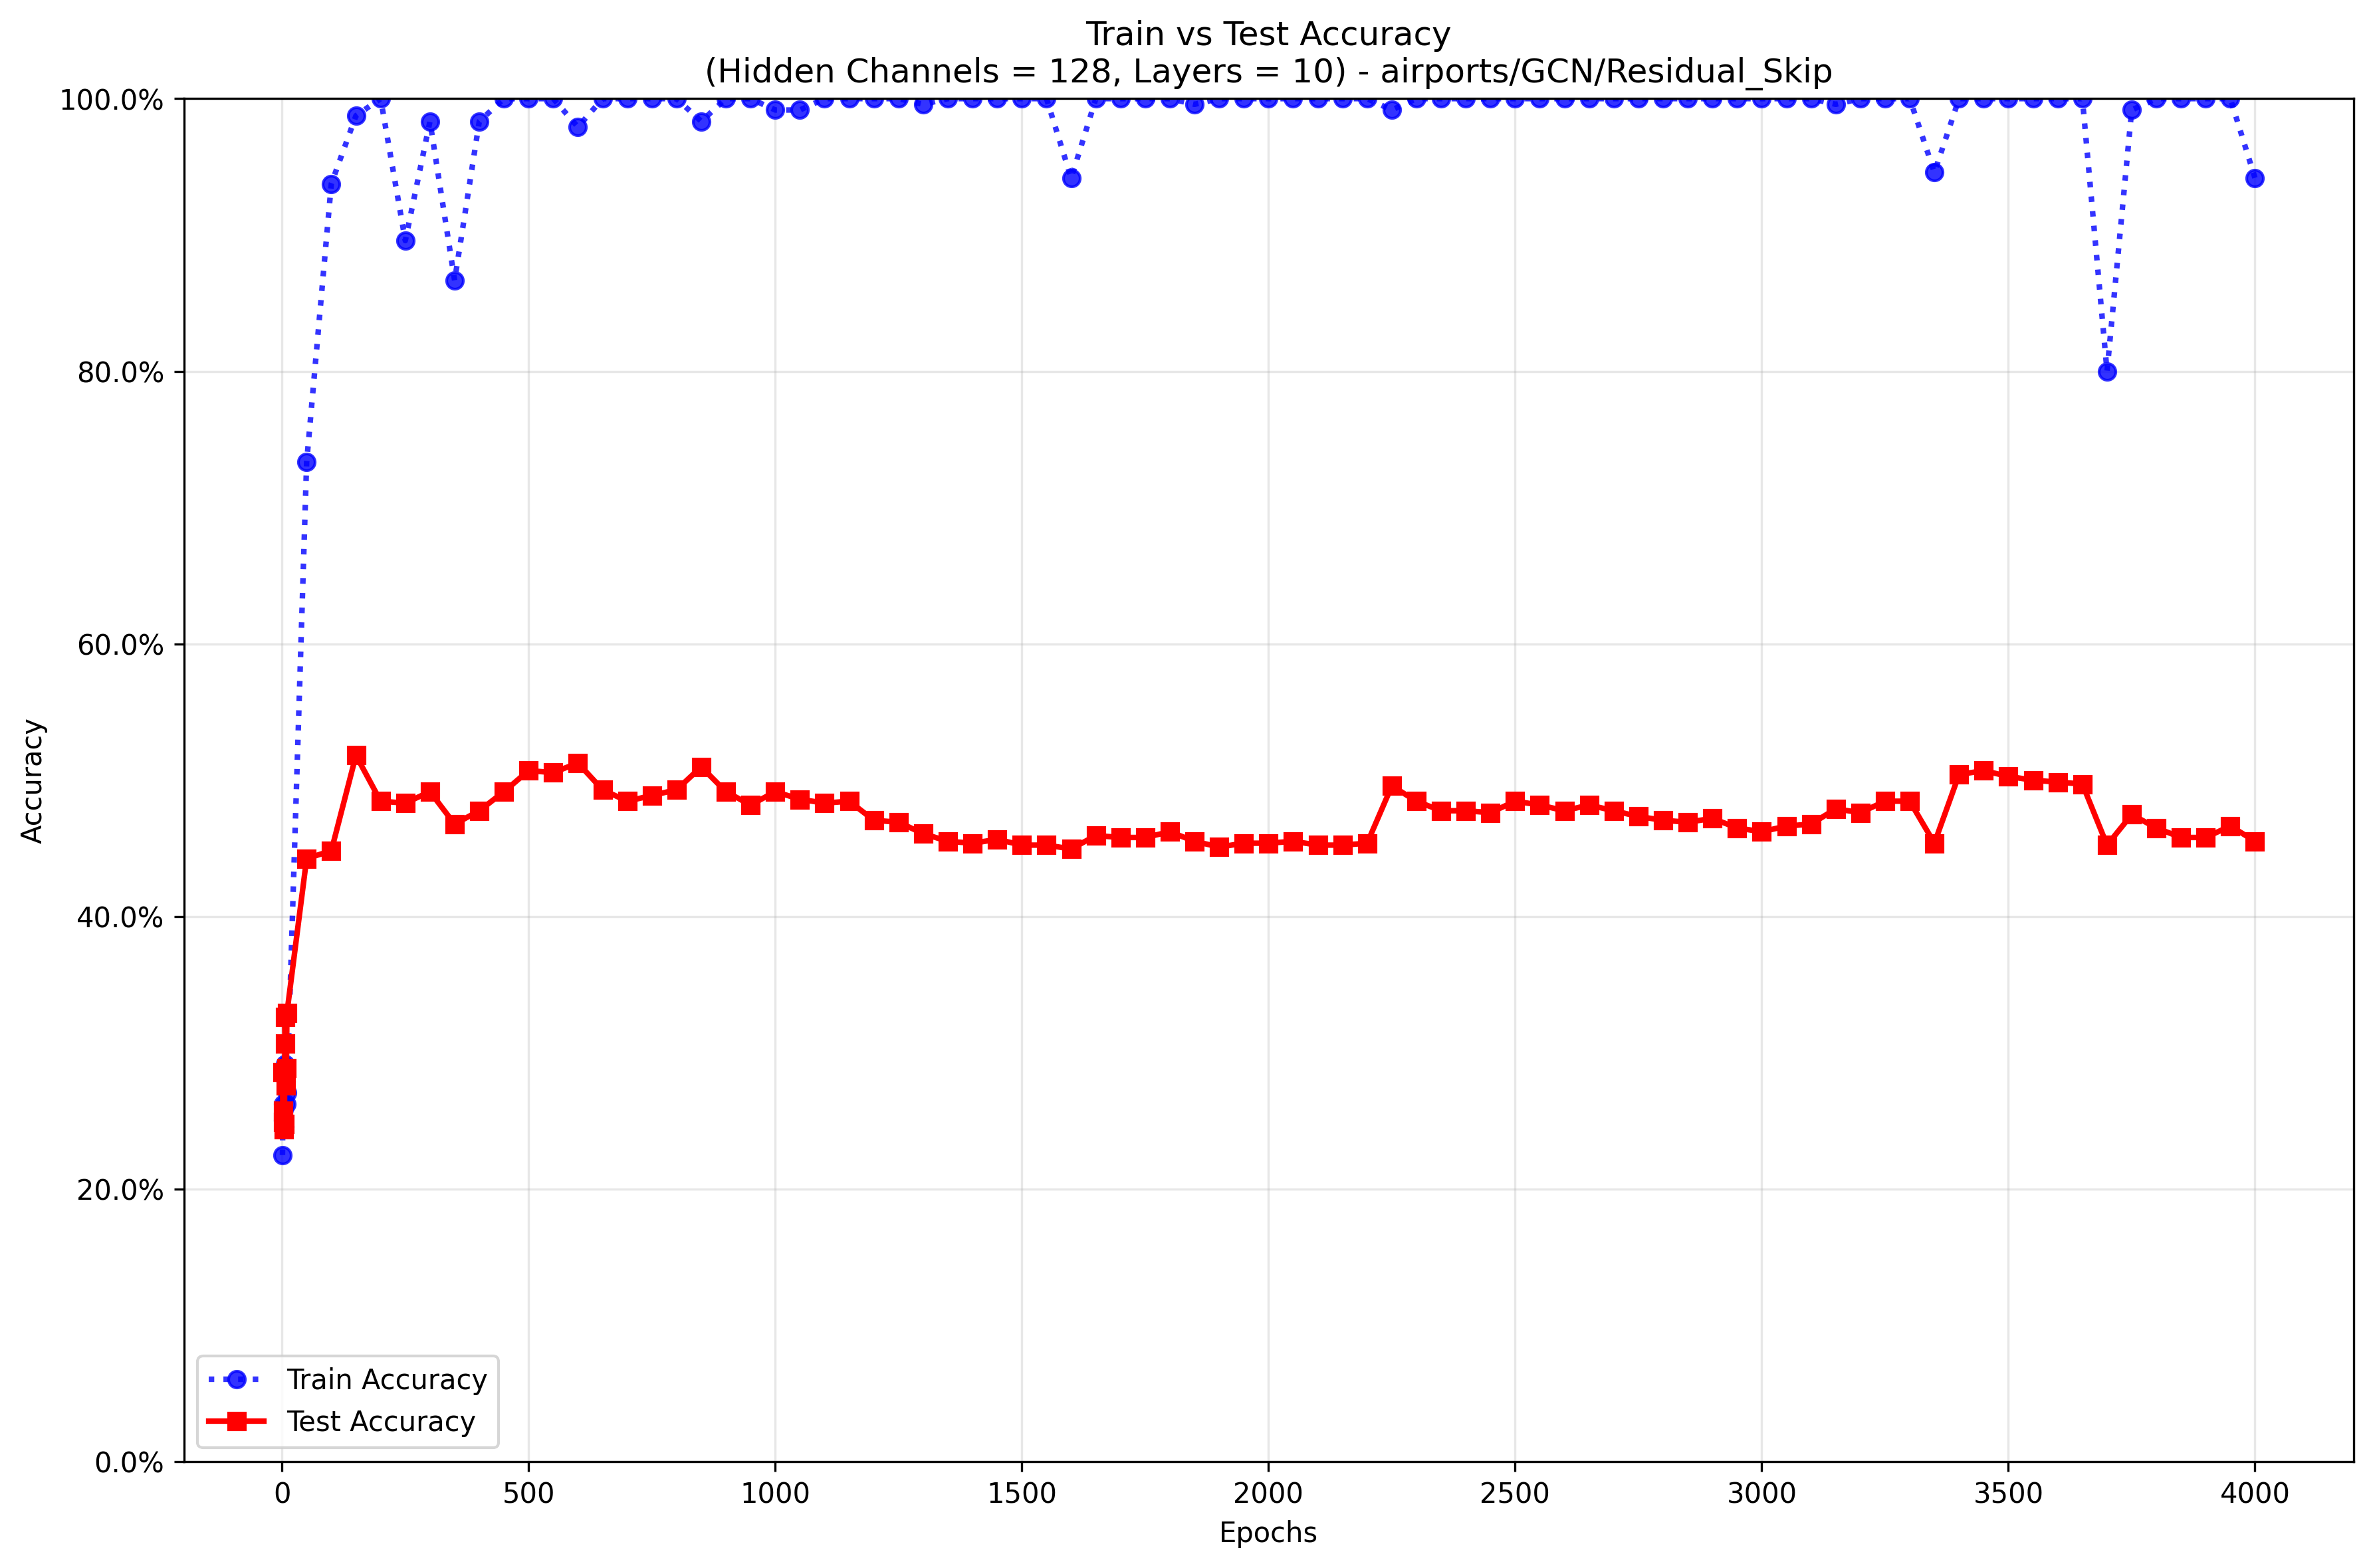 Train vs Test Accuracy
(Hidden Channels = 128, Layers = 10) - airports/GCN/Residual_Skip
100.0%
80.0%
60.0%
40.0%
20.0%
0.0%
Accuracy
Train Accuracy
Test Accuracy
0 500 1000 1500 2000 2500 3000 3500 4000
Epochs